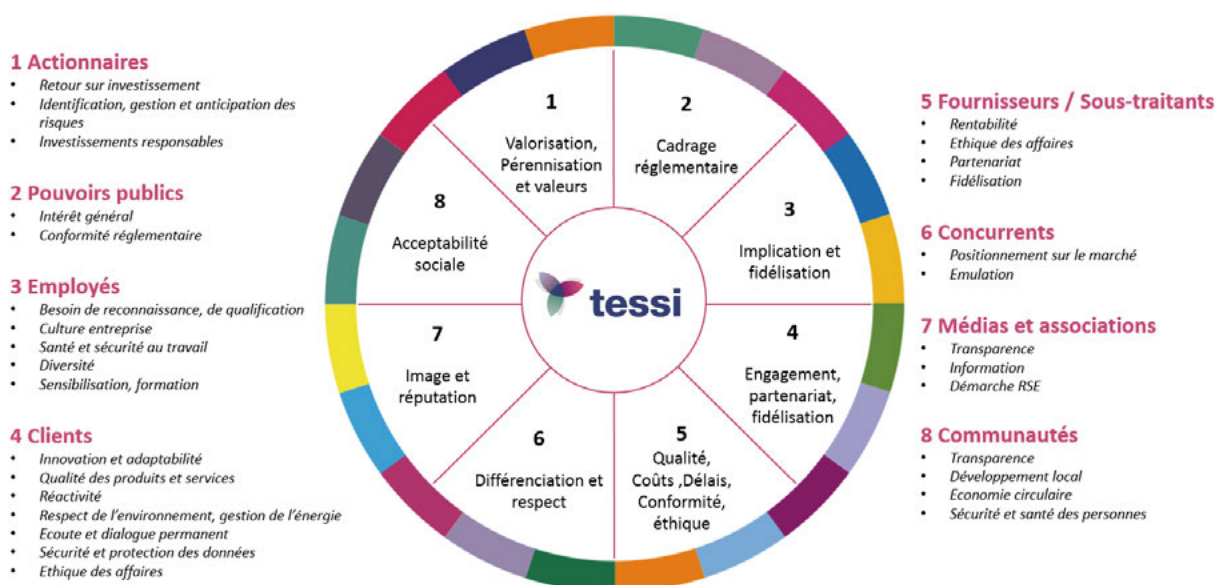 1 Actionnaires
Retour sur investissement
Identification, gestion et anticipation des
risques
Investissements responsables
2 Pouvoirs publics
Intérêt général
Conformité réglementaire
3 Employés
Besoin de reconnaissance, de qualification
Culture entreprise
Santé et sécurité au travail
Diversité
Sensibilisation, formation
4 Clients
Innovation et adaptabilité
Qualité des produits et services
Réactivité
Respect de l'environnement, gestion de l'énergie
Ecoute et dialogue permanent
Sécurité et protection des données
Ethique des affaires
1
Valorisation,
Pérennisation
et valeurs
2
Cadrage
réglementaire
3
Implication et
fidélisation
4
Engagement,
partenariat,
fidélisation
5
Qualité,
Coûts ,Délais,
Conformité,
éthique
6
Différenciation et
respect
7
Image et
réputation
8
Acceptabilité
sociale
tessi
5 Fournisseurs / Sous-traitants
Rentabilité
Ethique des affaires
Partenariat
Fidélisation
6 Concurrents
Positionnement sur le marché
Emulation
7 Médias et associations
Transparence
Information
Démarche RSE
8 Communautés
Transparence
Développement local
Economie circulaire
Sécurité et santé des personnes